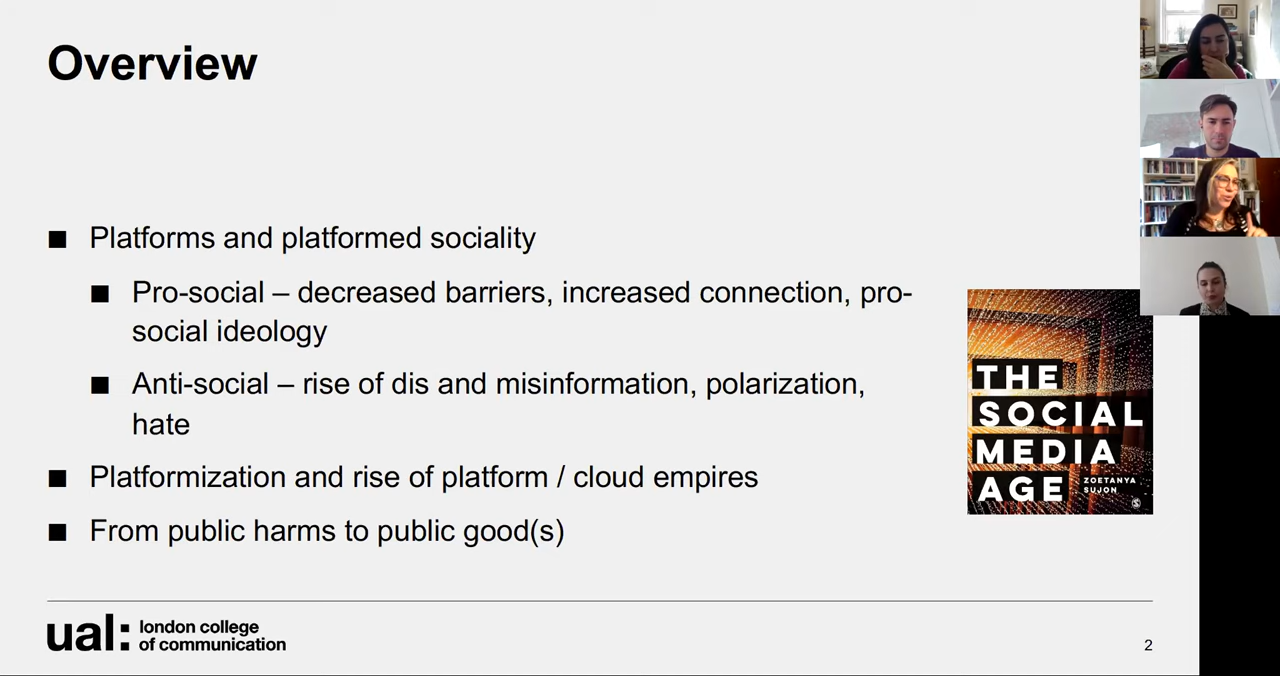 Overview
■ Platforms and platformed sociality
■ Pro-social – decreased barriers, increased connection, pro-
social ideology
■ Anti-social – rise of dis and misinformation, polarization,
hate
■ Platformization and rise of platform / cloud empires
■ From public harms to public good(s)
THE
SOCIAL
MEDIA
AGE
ZOETANYA
SUJON
ual: london college
of communication
2